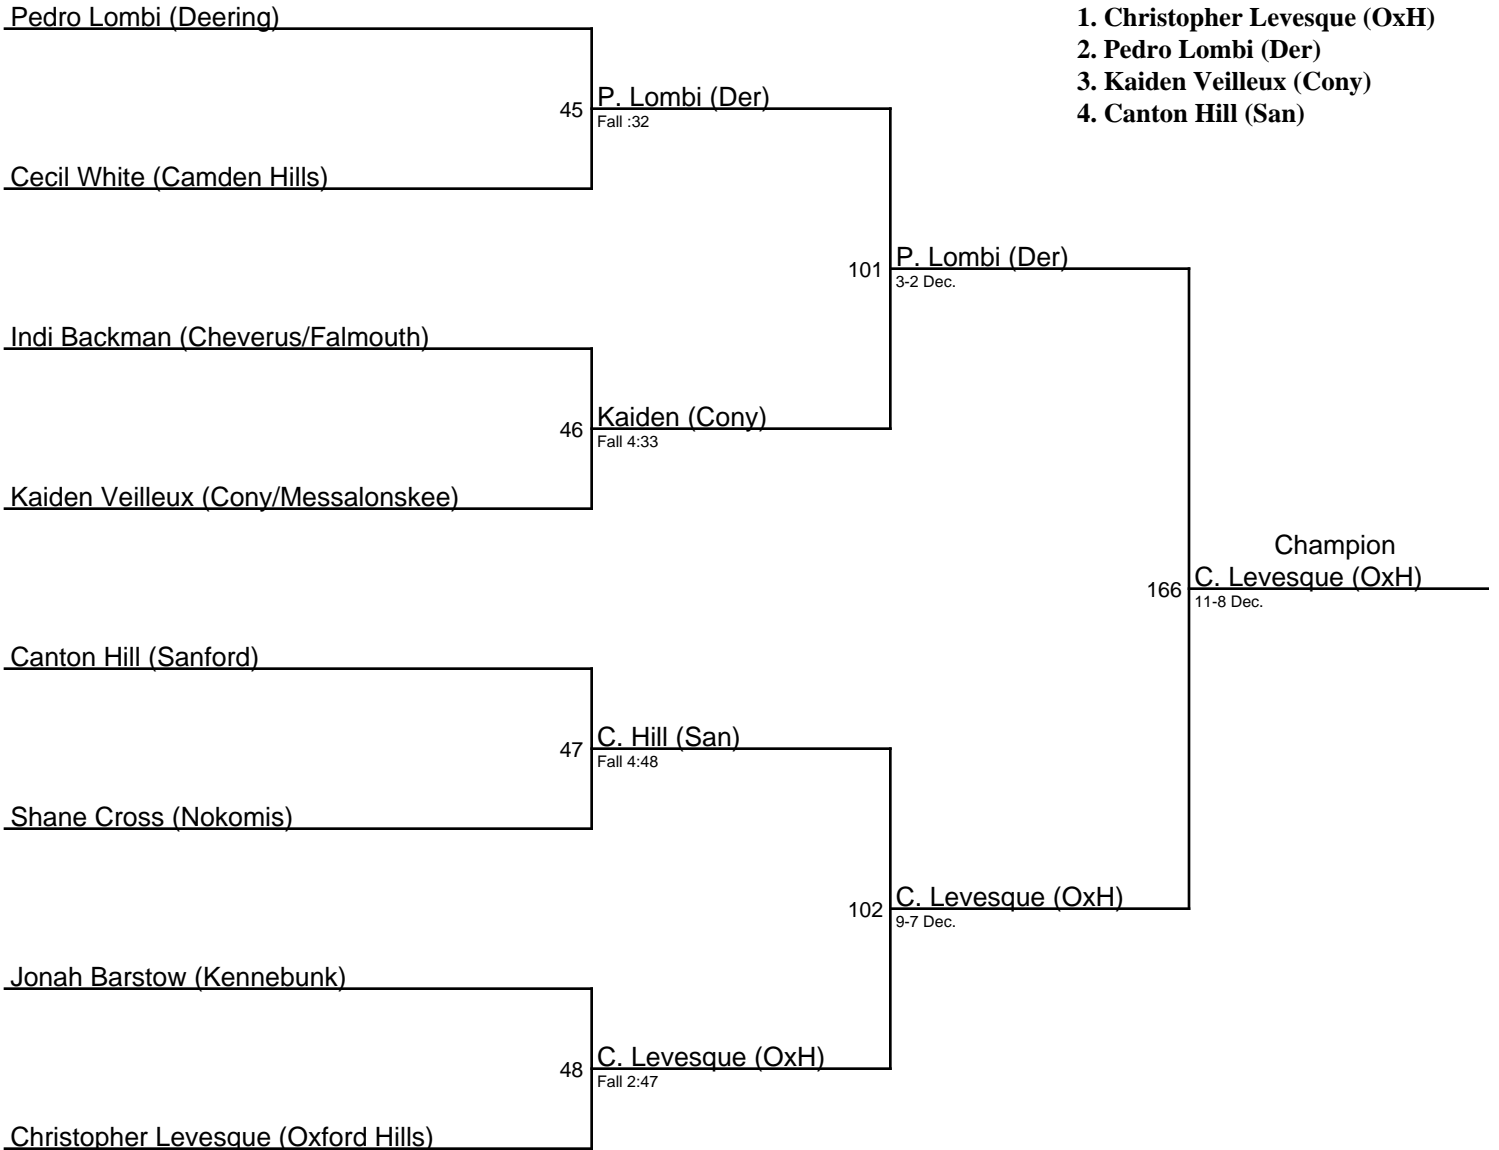 Pedro Lombi (Deering)
1. Christopher Levesque (OxH)
2. Pedro Lombi (Der)
3. Kaiden Veilleux (Cony)
4. Canton Hill (San)
45
P. Lombi (Der)
Fall :32
Cecil White (Camden Hills)
101
P. Lombi (Der)
3-2 Dec.
Indi Backman (Cheverus/Falmouth)
46
Kaiden (Cony)
Fall 4:33
Kaiden Veilleux (Cony/Messalonskee)
Champion
166
C. Levesque (OxH)
11-8 Dec.
Canton Hill (Sanford)
47
C. Hill (San)
Fall 4:48
Shane Cross (Nokomis)
102
C. Levesque (OxH)
9-7 Dec.
Jonah Barstow (Kennebunk)
48
C. Levesque (OxH)
Fall 2:47
Christopher Levesque (Oxford Hills)